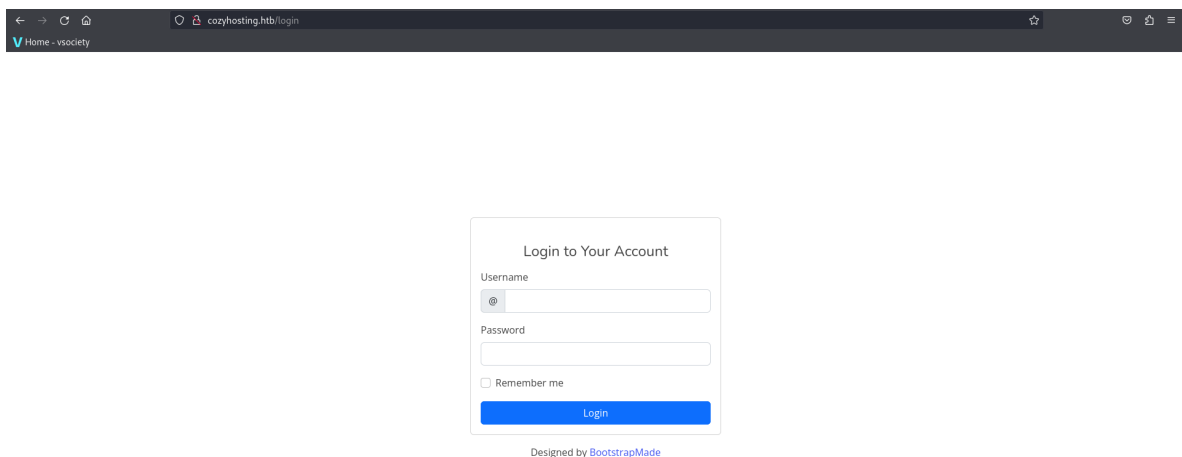 cozyhosting.htb/login
V Home - vsociety
Login to Your Account
Username
@
Password
Remember me
Login
Designed by BootstrapMade